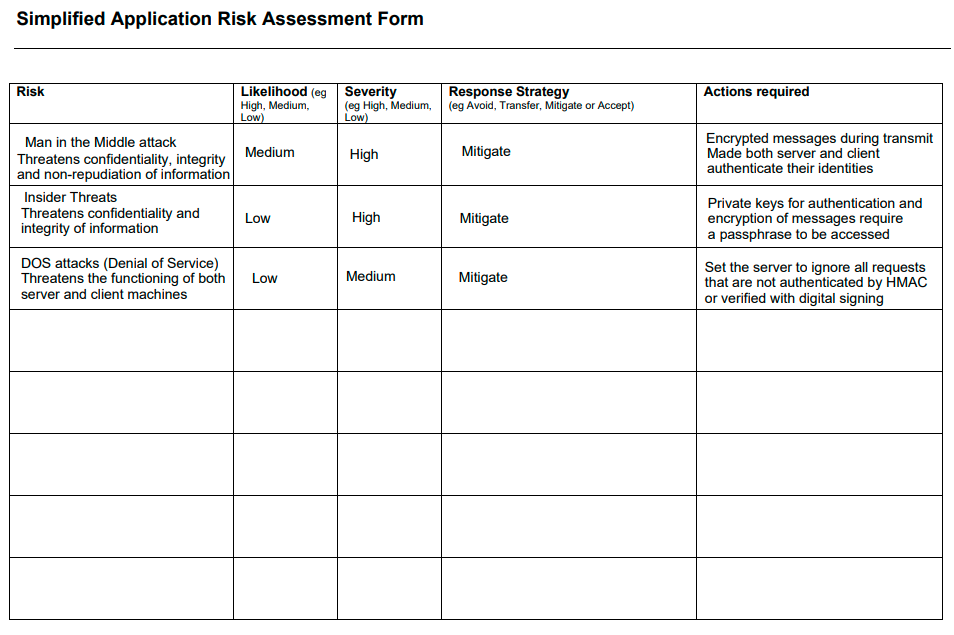 Simplified Application Risk Assessment Form
Risk
Likelihood (eg
High, Medium,
Low)
Severity
(eg High, Medium,
Low)
Response Strategy
(eg Avoid, Transfer, Mitigate or Accept)
Actions required
Man in the Middle attack
Threatens confidentiality, integrity
and non-repudiation of information
Medium
High
Mitigate
Encrypted messages during transmit
Made both server and client
authenticate their identities
Insider Threats
Threatens confidentiality and
integrity of information
Low
High
Mitigate
Private keys for authentication and
encryption of messages require
a passphrase to be accessed
DOS attacks (Denial of Service)
Threatens the functioning of both
server and client machines
Low
Medium
Mitigate
Set the server to ignore all requests
that are not authenticated by HMAC
or verified with digital signing